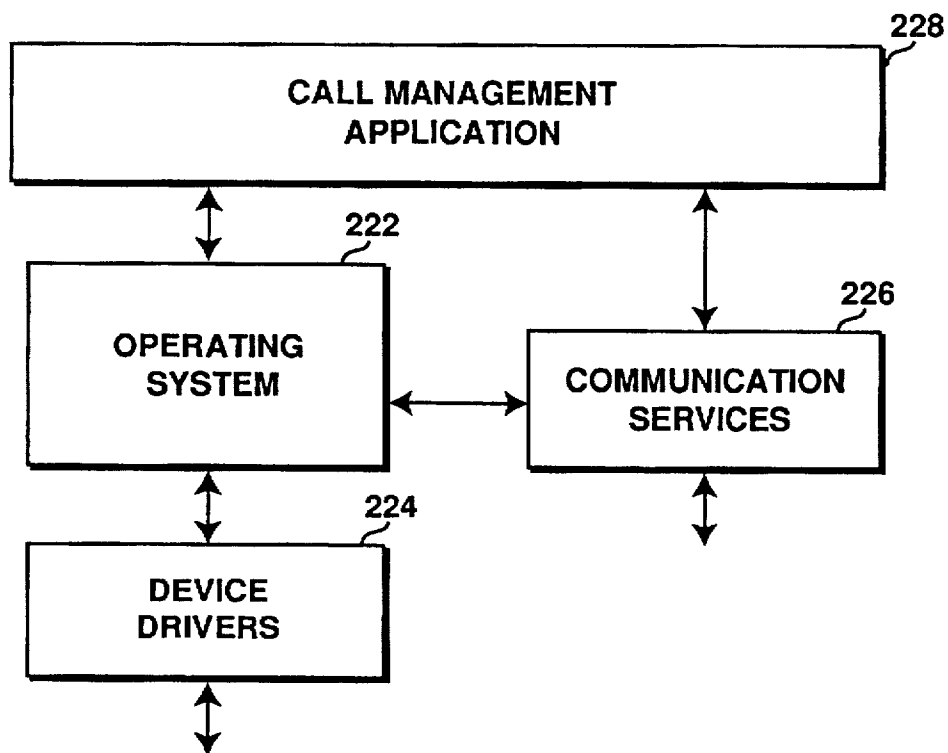 228
CALL MANAGEMENT
APPLICATION
222
OPERATING
SYSTEM
226
COMMUNICATION
SERVICES
224
DEVICE
DRIVERS